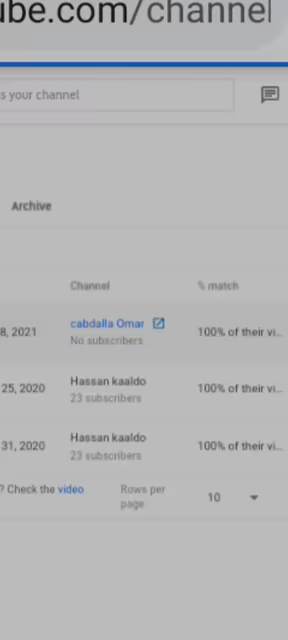 ube.com/channel
s your channel
Archive
Channel % match
8, 2021 cabdalla Omar 100% of their vi...
No subscribers
25, 2020 Hassan kaaldo 100% of their vi...
23 subscribers
31, 2020 Hassan kaaldo 100% of their vi...
23 subscribers
? Check the video Rows per page: 10